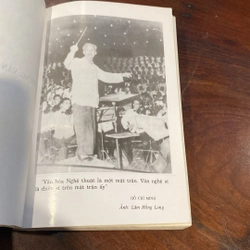 "Văn hóa Nghệ thuật là một mặt trận. Văn nghệ sĩ
là chiến sĩ trên mặt trận ấy"
HỒ CHÍ MINH
Ảnh: Lâm Hồng Long